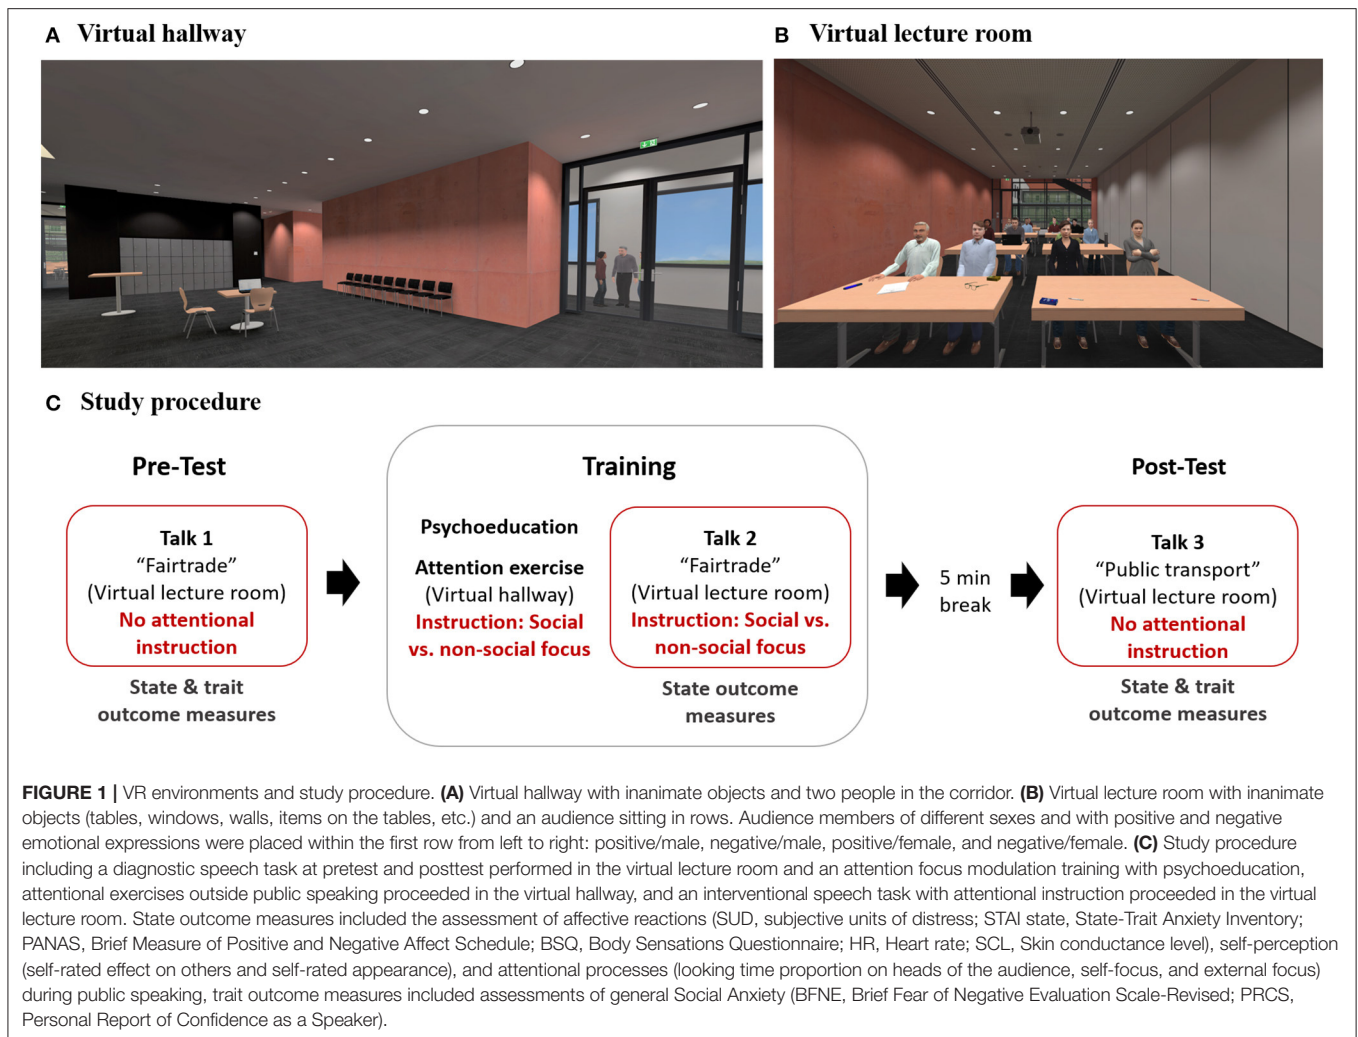 A Virtual hallway
B Virtual lecture room
C Study procedure
Pre-Test
Talk 1
“Fairtrade”
(Virtual lecture room)
No attentional
instruction
State & trait
outcome measures
Training
Psychoeducation
Attention exercise
(Virtual hallway)
Instruction: Social
vs. non-social focus
Talk 2
“Fairtrade”
(Virtual lecture room)
Instruction: Social vs.
non-social focus
State outcome
measures
5 min
break
Post-Test
Talk 3
“Public transport”
(Virtual lecture room)
No attentional
instruction
State & trait
outcome measures
FIGURE 1 | VR environments and study procedure. (A) Virtual hallway with inanimate objects and two people in the corridor. (B) Virtual lecture room with inanimate
objects (tables, windows, walls, items on the tables, etc.) and an audience sitting in rows. Audience members of different sexes and with positive and negative
emotional expressions were placed within the first row from left to right: positive/male, negative/male, positive/female, and negative/female. (C) Study procedure
including a diagnostic speech task at pretest and posttest performed in the virtual lecture room and an attention focus modulation training with psychoeducation,
attentional exercises outside public speaking proceeded in the virtual hallway, and an interventional speech task with attentional instruction proceeded in the virtual
lecture room. State outcome measures included the assessment of affective reactions (SUD, subjective units of distress; STAI state, State-Trait Anxiety Inventory;
PANAS, Brief Measure of Positive and Negative Affect Schedule; BSQ, Body Sensations Questionnaire; HR, Heart rate; SCL, Skin conductance level), self-perception
(self-rated effect on others and self-rated appearance), and attentional processes (looking time proportion on heads of the audience, self-focus, and external focus)
during public speaking, trait outcome measures included assessments of general Social Anxiety (BFNE, Brief Fear of Negative Evaluation Scale-Revised; PRCS,
Personal Report of Confidence as a Speaker).